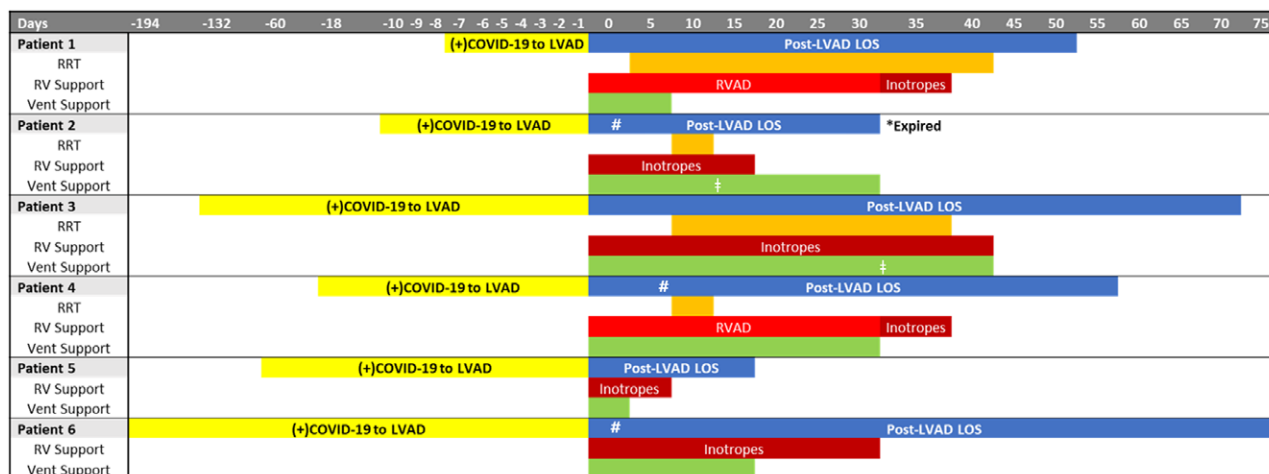 Days -194 -132 -60 -18 -10 -9 -8 -7 -6 -5 -4 -3 -2 -1 0 5 10 15 20 25 30 35 40 45 50 55 60 65 70 75
Patient 1 (+)COVID-19 to LVAD Post-LVAD LOS
RRT
RV Support RVAD Inotropes
Vent Support
Patient 2 (+)COVID-19 to LVAD # Post-LVAD LOS *Expired
RRT
RV Support Inotropes
Vent Support ‡
Patient 3 (+)COVID-19 to LVAD Post-LVAD LOS
RRT
RV Support Inotropes
Vent Support ‡
Patient 4 (+)COVID-19 to LVAD # Post-LVAD LOS
RRT
RV Support RVAD Inotropes
Vent Support
Patient 5 (+)COVID-19 to LVAD Post-LVAD LOS
RV Support Inotropes
Vent Support
Patient 6 (+)COVID-19 to LVAD # Post-LVAD LOS
RV Support Inotropes
Vent Support